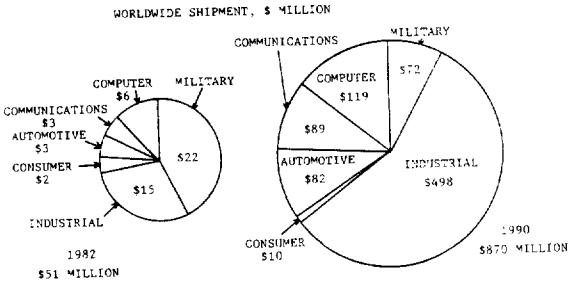 WORLDWIDE SHIPMENT, $ MILLION
COMPUTER
$6
MILITARY
COMMUNICATIONS
$3
AUTOMOTIVE
$3
CONSUMER
$2
$22
$15
INDUSTRIAL
1982
$51 MILLION
COMMUNICATIONS
MILITARY
$72
COMPUTER
$119
$89
AUTOMOTIVE
$82
INDUSTRIAL
$498
CONSUMER
$10
1990
$870 MILLION